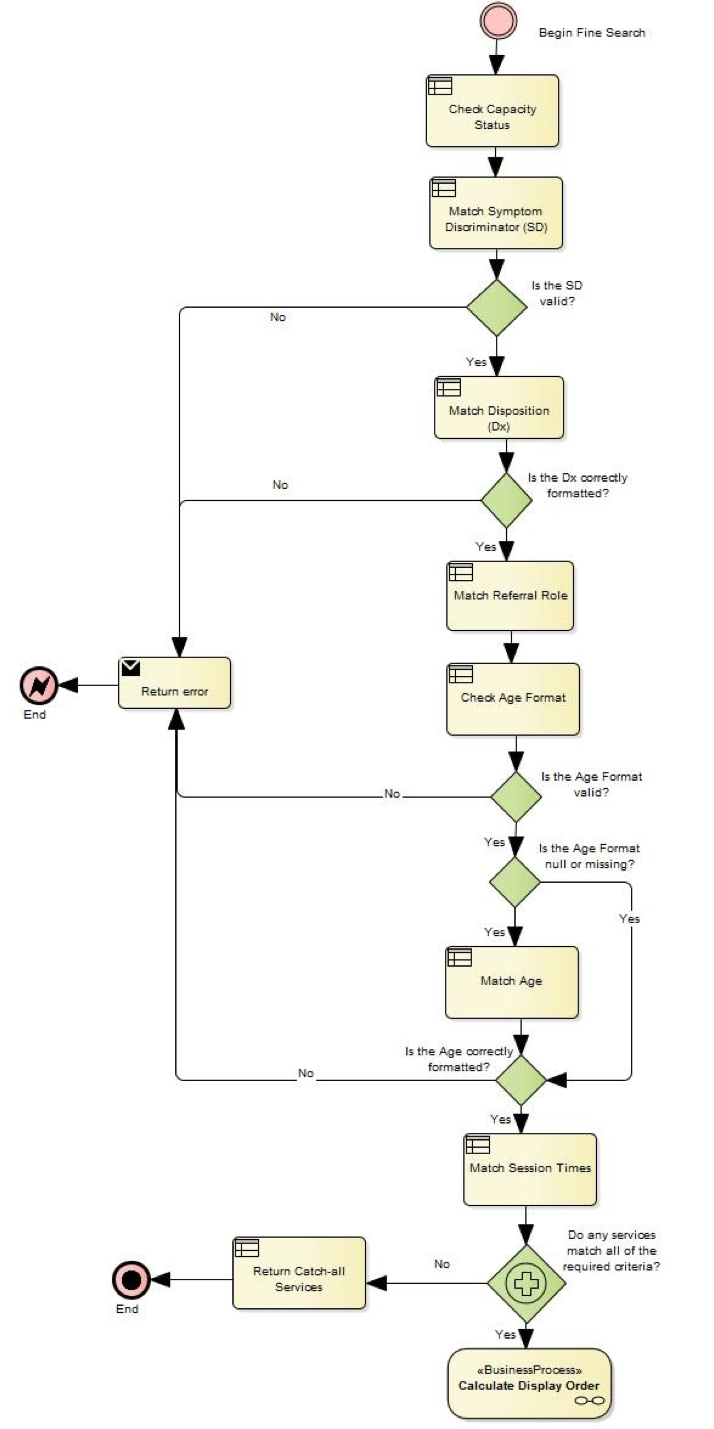 Begin Fine Search
Check Capacity
Status
Match Symptom
Discriminator (SD)
Is the SD
valid?
No
Yes
Match Disposition
(Dx)
Is the Dx correctly
formatted?
No
Yes
Match Referral Role
Return error
End
Check Age Format
Is the Age Format
valid?
No
Yes
Is the Age Format
null or missing?
Yes
Yes
Match Age
Is the Age correctly
formatted?
No
Yes
Match Session Times
Do any services
match all of the
required criteria?
No
Return Catch-all
Services
End
Yes
«BusinessProcess»
Calculate Display Order